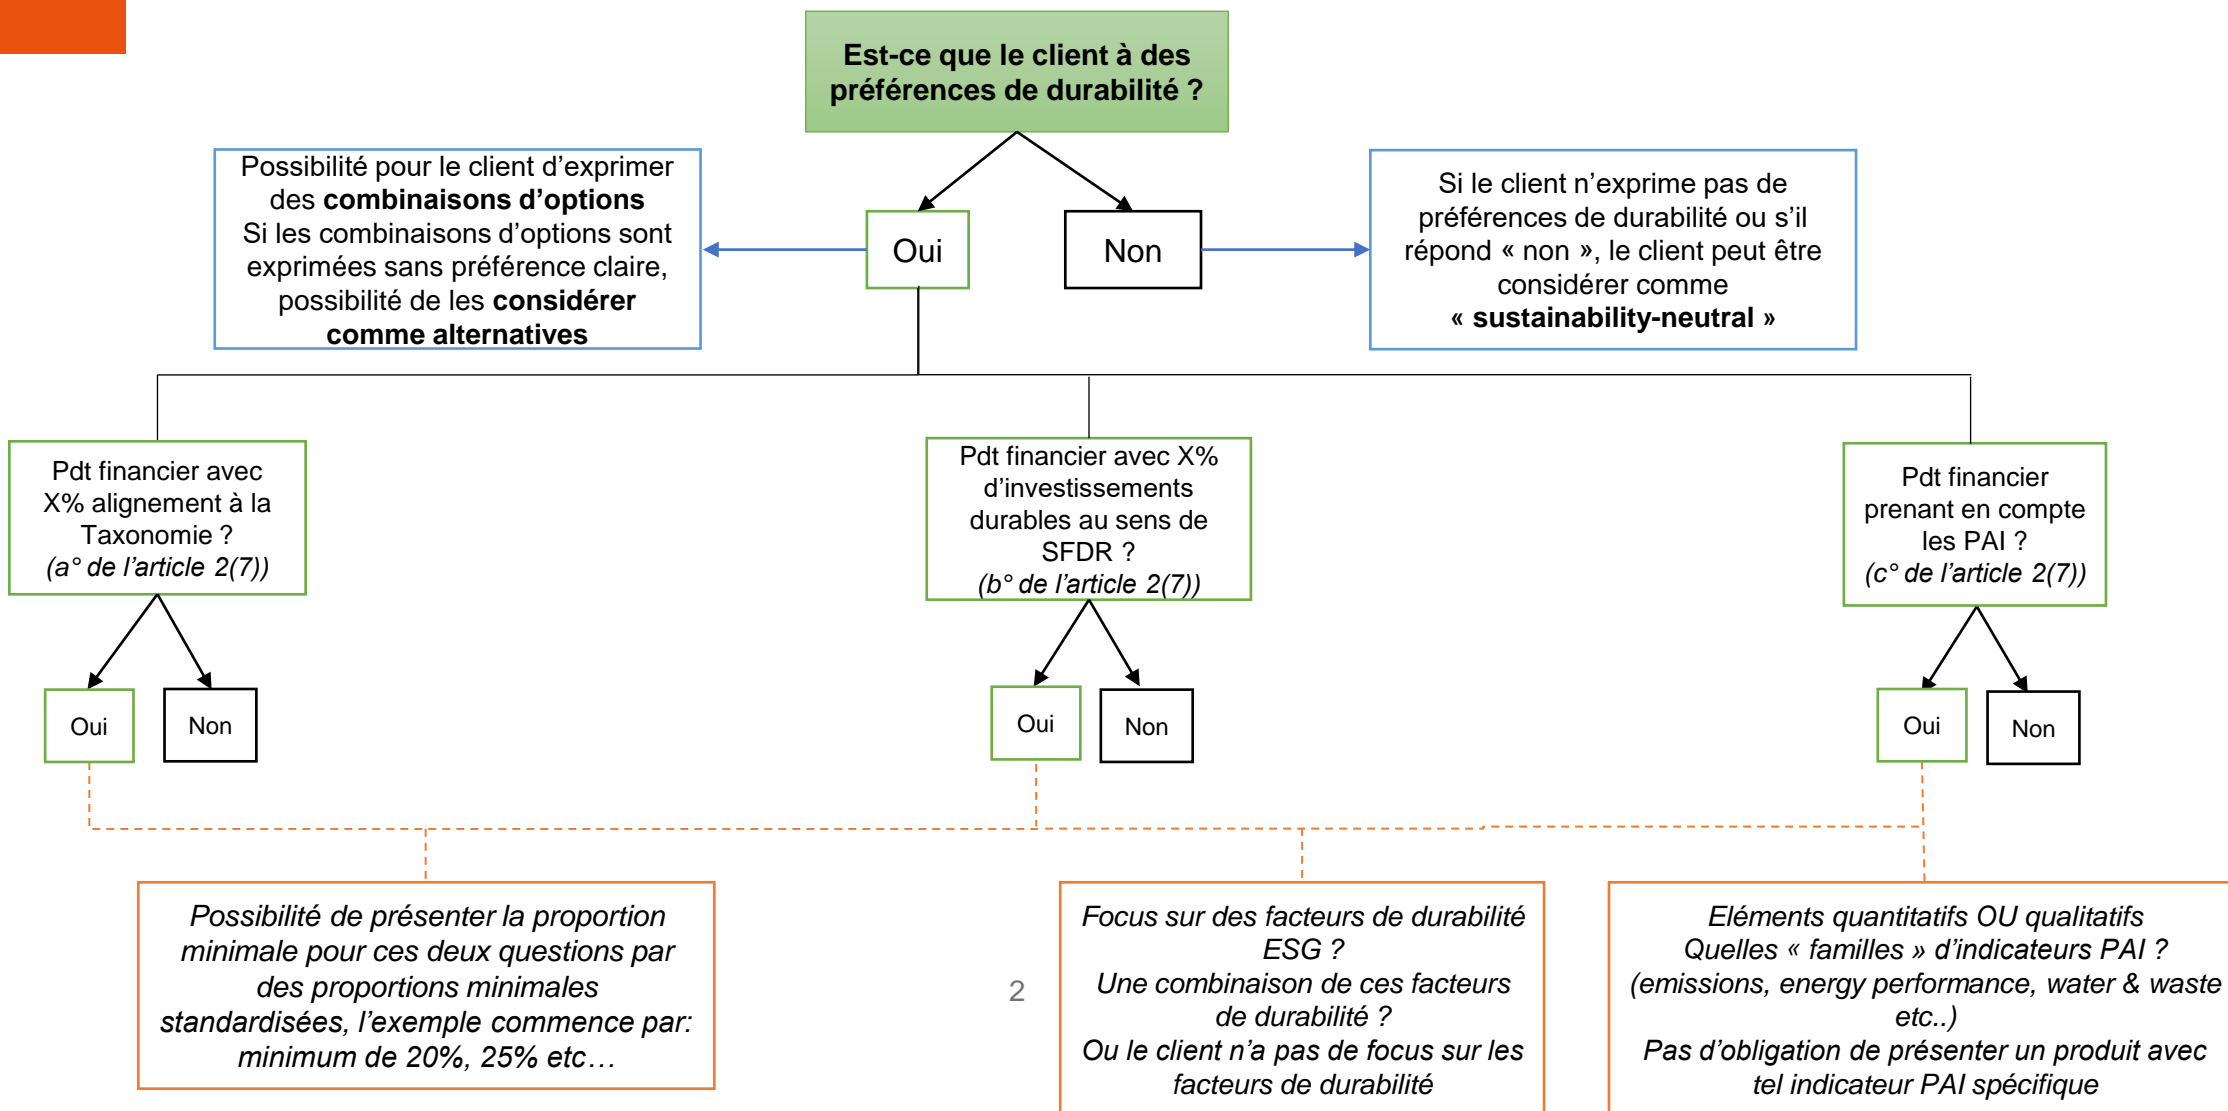 Est-ce que le client à des
préférences de durabilité ?
Possibilité pour le client d’exprimer
des combinaisons d’options
Si les combinaisons d’options sont
exprimées sans préférence claire,
possibilité de les considérer
comme alternatives
Oui
Non
Si le client n’exprime pas de
préférences de durabilité ou s’il
répond « non », le client peut être
considérer comme
« sustainability-neutral »
Pdt financier avec
X% alignement à la
Taxonomie ?
(a° de l’article 2(7))
Pdt financier avec X%
d’investissements
durables au sens de
SFDR ?
(b° de l’article 2(7))
Pdt financier
prenant en compte
les PAI ?
(c° de l’article 2(7))
Oui
Non
Oui
Non
Oui
Non
Possibilité de présenter la proportion
minimale pour ces deux questions par
des proportions minimales
standardisées, l’exemple commence par:
minimum de 20%, 25% etc…
2
Focus sur des facteurs de durabilité
ESG ?
Une combinaison de ces facteurs
de durabilité ?
Ou le client n’a pas de focus sur les
facteurs de durabilité
Eléments quantitatifs OU qualitatifs
Quelles « familles » d’indicateurs PAI ?
(emissions, energy performance, water & waste
etc..)
Pas d’obligation de présenter un produit avec
tel indicateur PAI spécifique